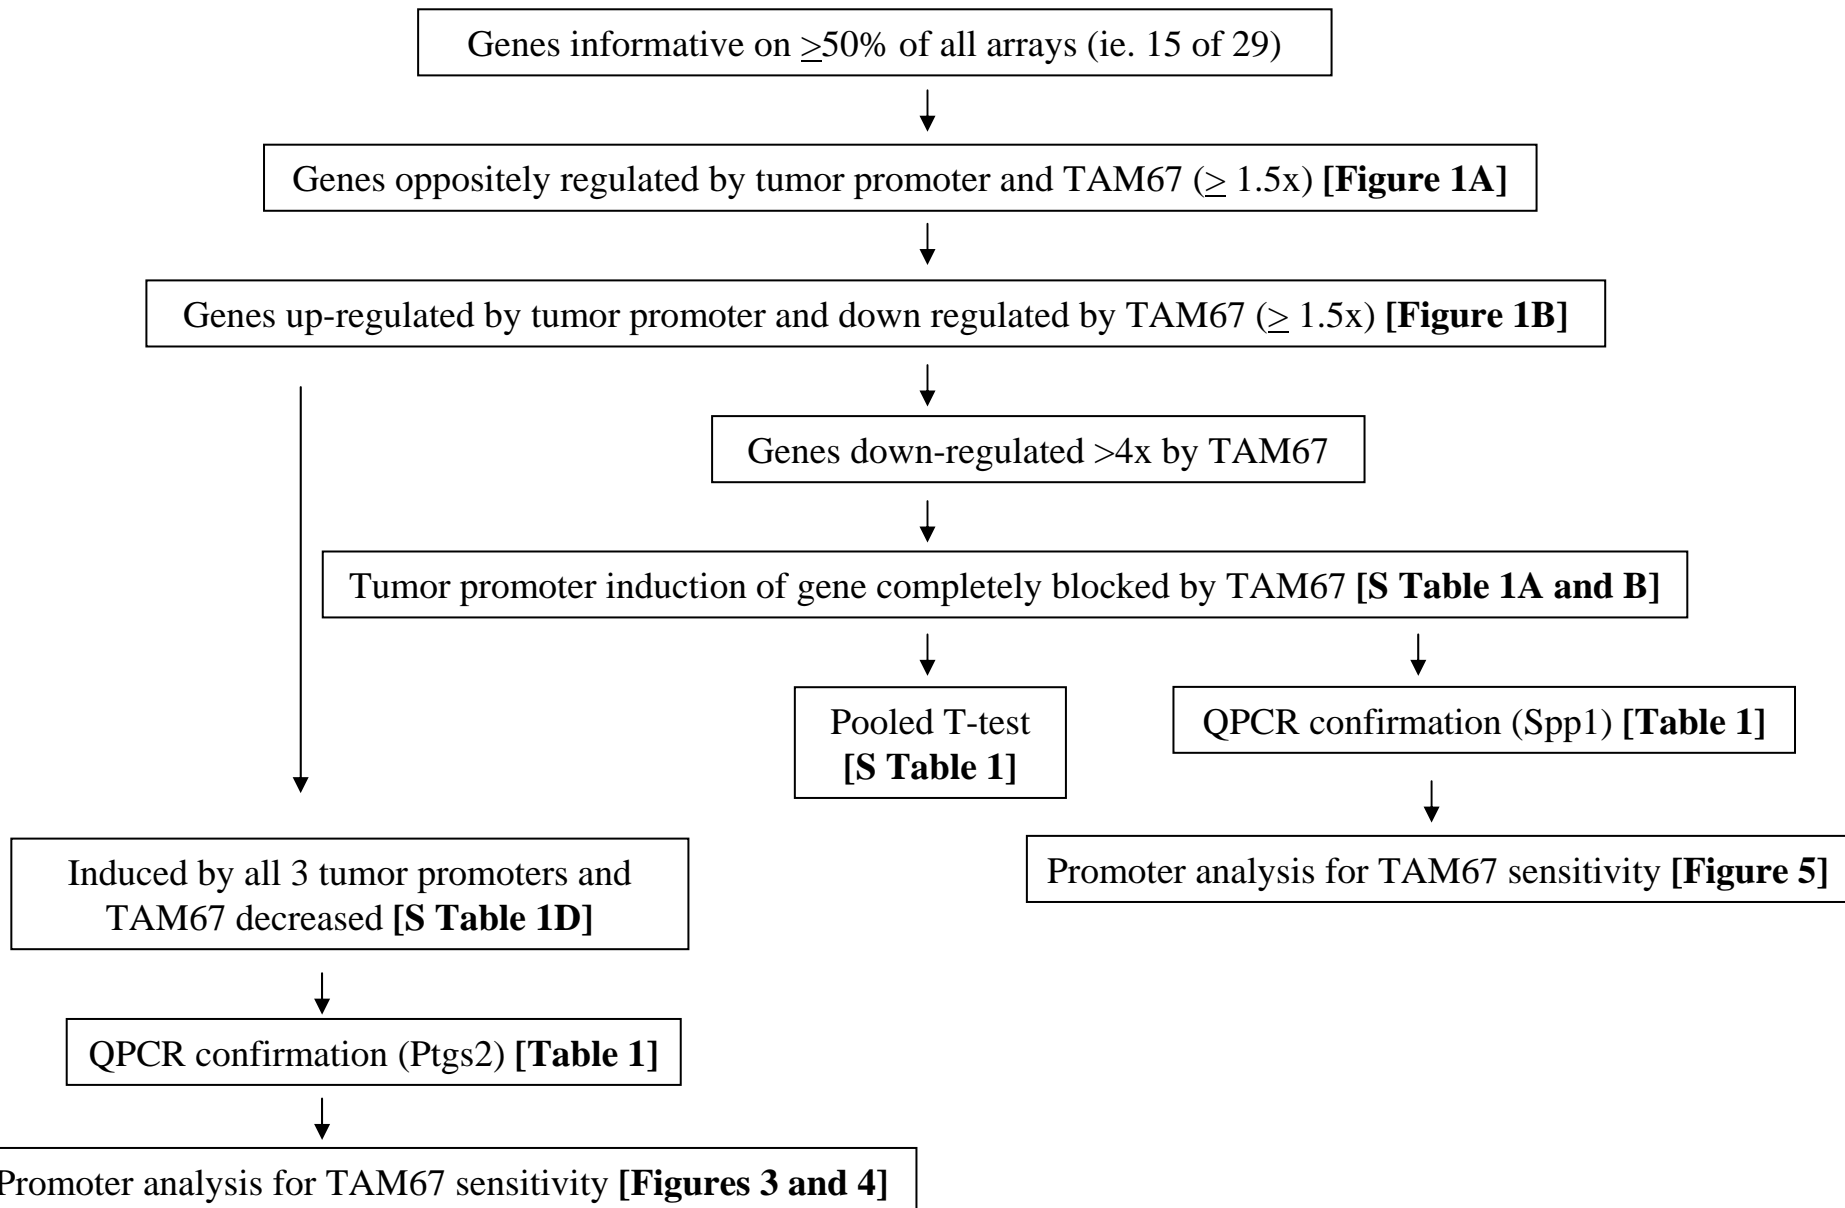 Genes informative on ≥50% of all arrays (ie. 15 of 29)
Genes oppositely regulated by tumor promoter and TAM67 (≥ 1.5x) [Figure 1A]
Genes up-regulated by tumor promoter and down regulated by TAM67 (≥ 1.5x) [Figure 1B]
Genes down-regulated >4x by TAM67
Tumor promoter induction of gene completely blocked by TAM67 [S Table 1A and B]
Pooled T-test
[S Table 1]
QPCR confirmation (Spp1) [Table 1]
Promoter analysis for TAM67 sensitivity [Figure 5]
Induced by all 3 tumor promoters and
TAM67 decreased [S Table 1D]
QPCR confirmation (Ptgs2) [Table 1]
Promoter analysis for TAM67 sensitivity [Figures 3 and 4]